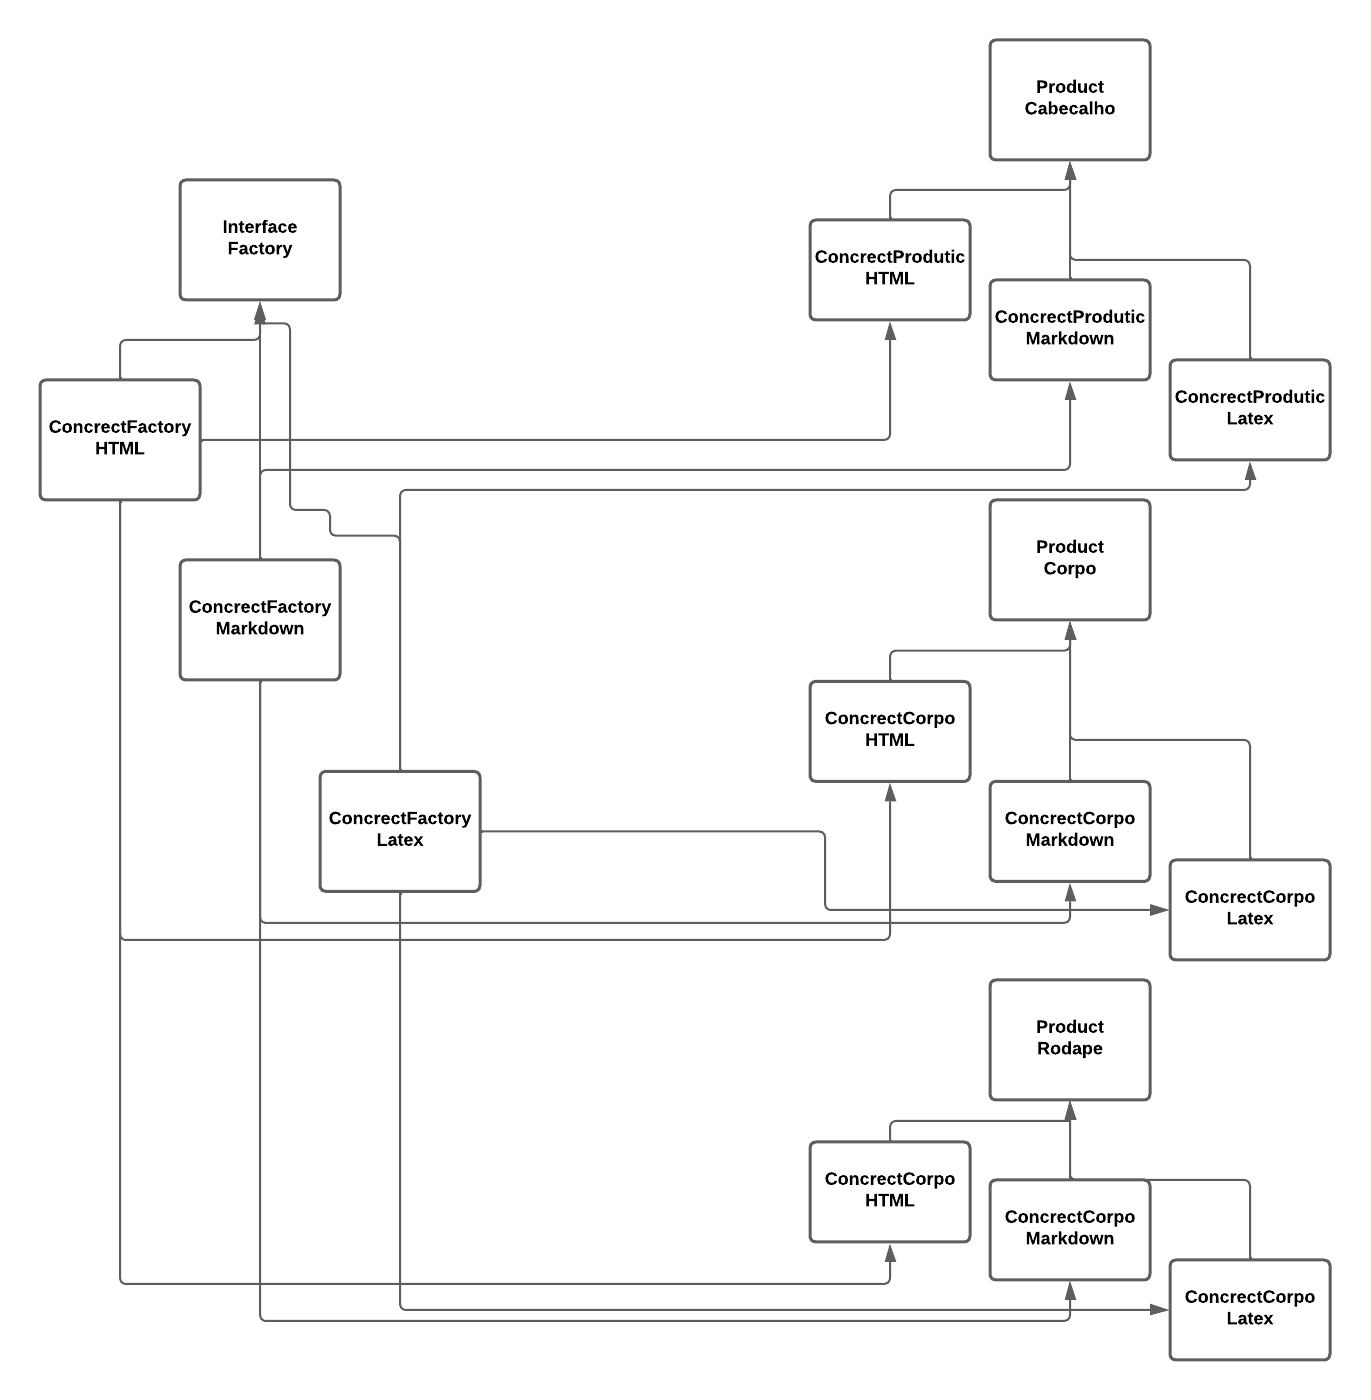 Product
Cabecalho
Interface
Factory
ConcrectProdutic
HTML
ConcrectProdutic
Markdown
ConcrectProdutic
Latex
ConcrectFactory
HTML
Product
Corpo
ConcrectFactory
Markdown
ConcrectCorpo
HTML
ConcrectFactory
Latex
ConcrectCorpo
Markdown
ConcrectCorpo
Latex
Product
Rodape
ConcrectCorpo
HTML
ConcrectCorpo
Markdown
ConcrectCorpo
Latex